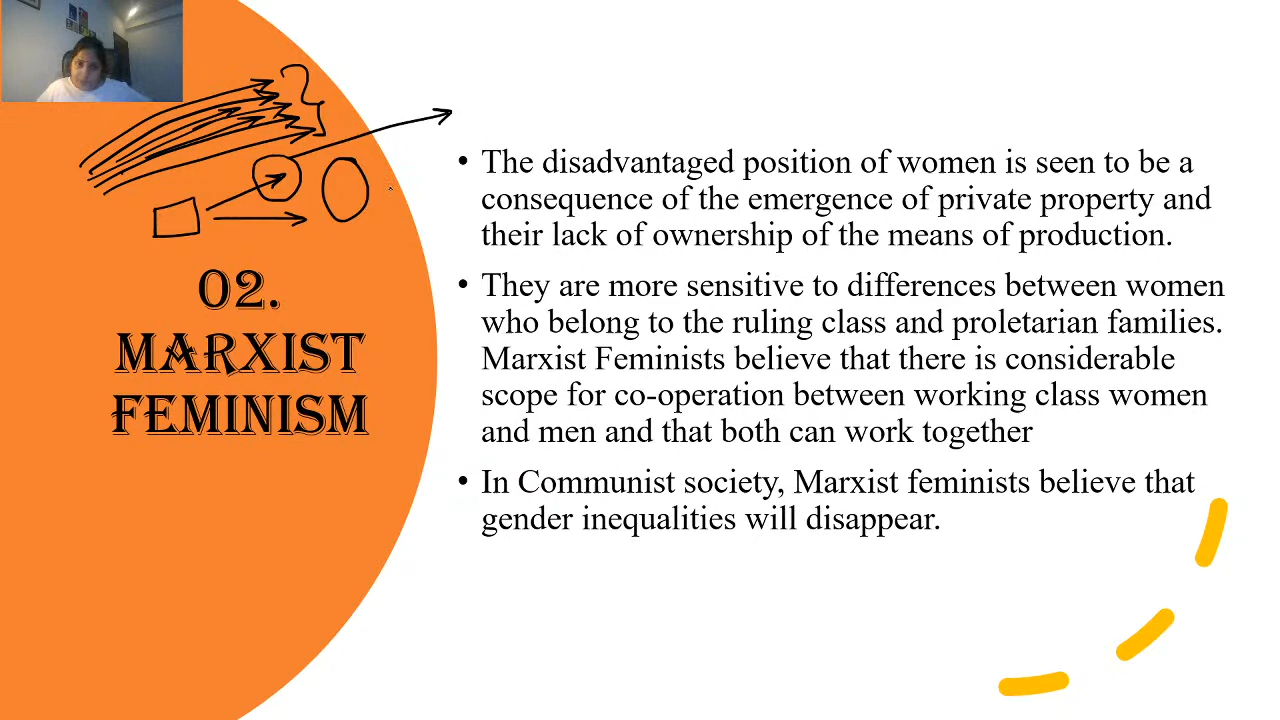 02.
MARXIST
FEMINISM
• The disadvantaged position of women is seen to be a
consequence of the emergence of private property and
their lack of ownership of the means of production.
• They are more sensitive to differences between women
who belong to the ruling class and proletarian families.
Marxist Feminists believe that there is considerable
scope for co-operation between working class women
and men and that both can work together
• In Communist society, Marxist feminists believe that
gender inequalities will disappear.